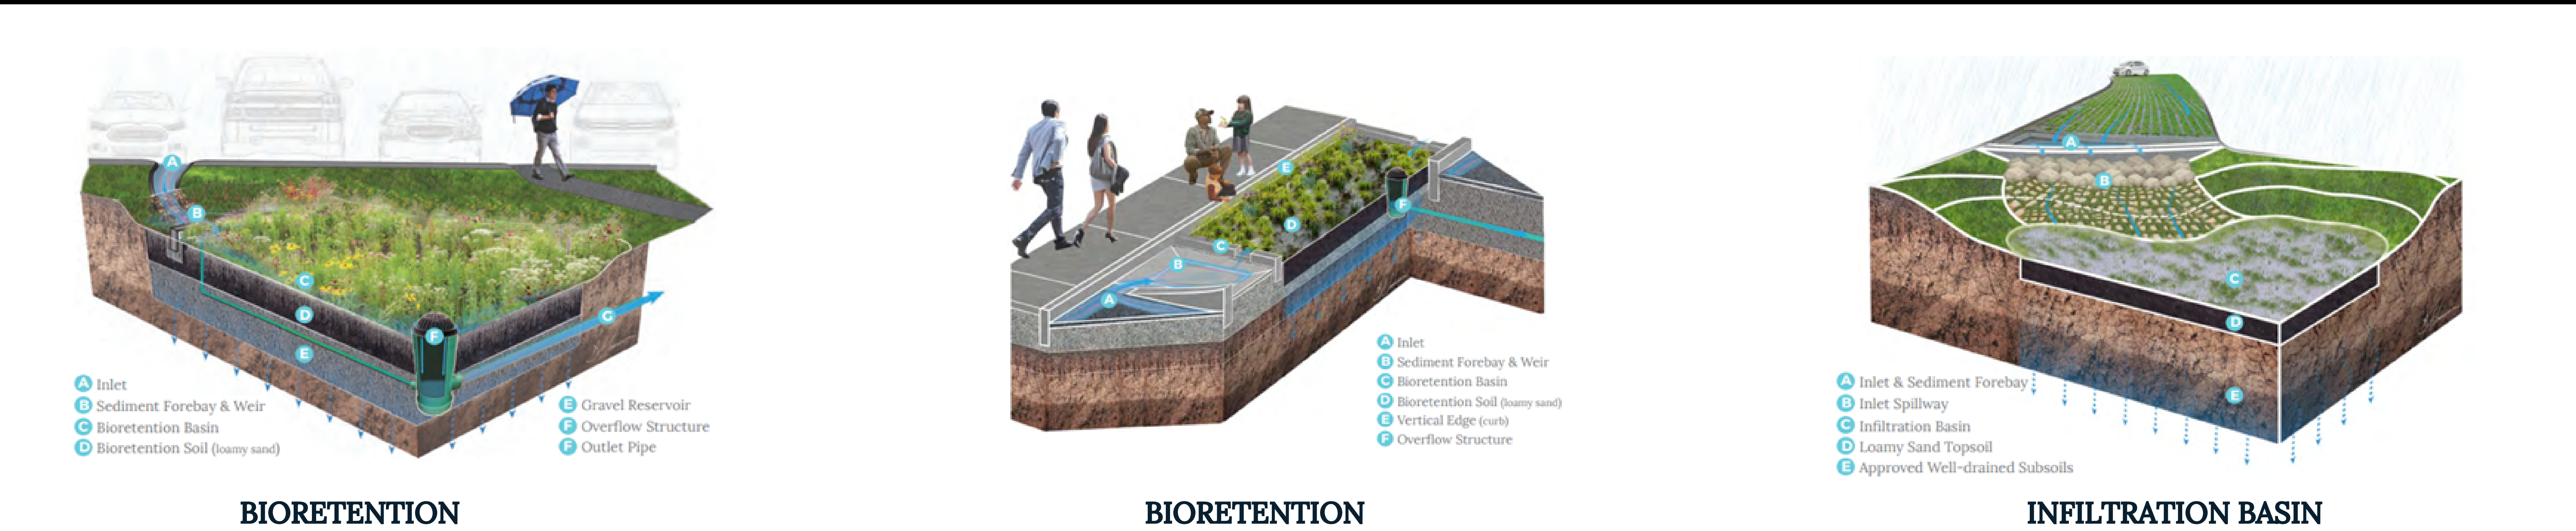 A
B
C
D
E
F
G
A Inlet
B Sediment Forebay & Weir
C Bioretention Basin
D Bioretention Soil (loamy sand)
E Gravel Reservoir
F Overflow Structure
F Outlet Pipe
BIORETENTION
E
F
D
C
B
A
A Inlet
B Sediment Forebay & Weir
C Bioretention Basin
D Bioretention Soil (loamy sand)
E Vertical Edge (curb)
F Overflow Structure
BIORETENTION
A
B
C
D
E
A Inlet & Sediment Forebay
B Inlet Spillway
C Infiltration Basin
D Loamy Sand Topsoil
E Approved Well-drained Subsoils
INFILTRATION BASIN